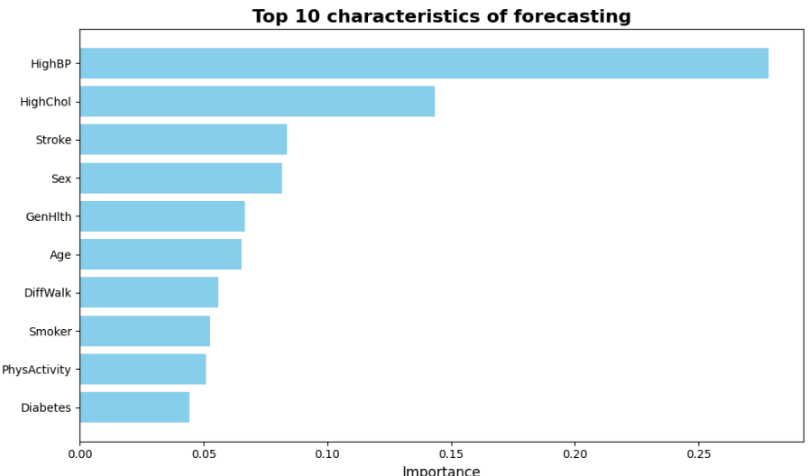 Top 10 characteristics of forecasting
HighBP
HighChol
Stroke
Sex
GenHlth
Age
DiffWalk
Smoker
PhysActivity
Diabetes
0.00 0.05 0.10 0.15 0.20 0.25
Importance